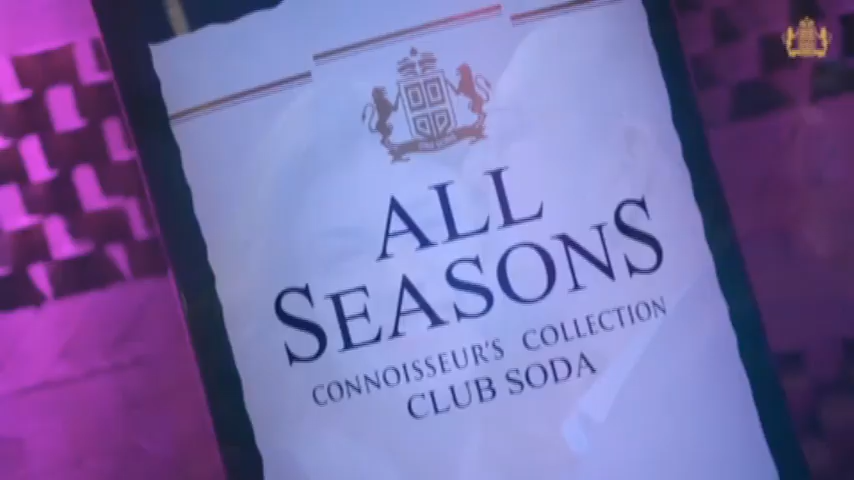 ALL
SEASONS
CONNOISSEUR'S COLLECTION
CLUB SODA